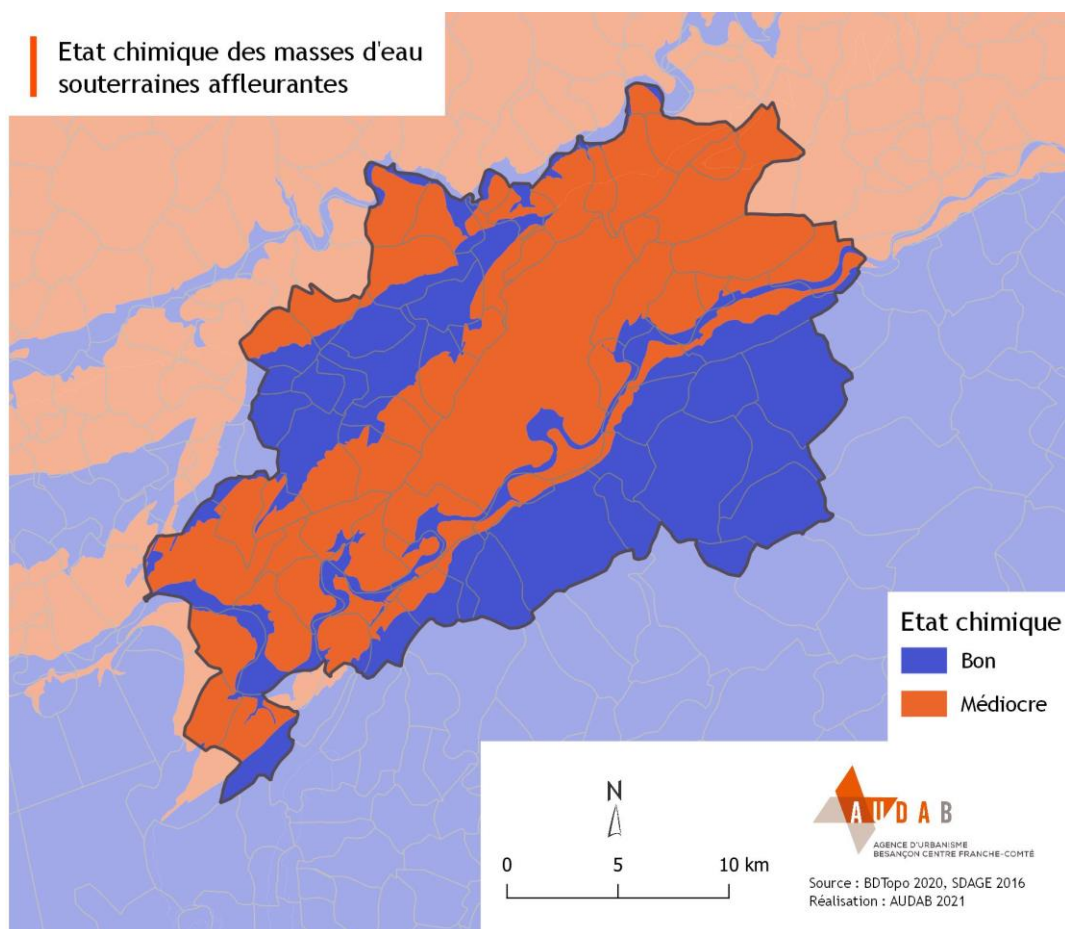 Etat chimique des masses d'eau
souterraines affleurantes
Etat chimique
Bon
Médiocre
N
0 5 10 km
AUDAB
AGENCE D'URBANISME
BESANÇON CENTRE FRANCHE-COMTÉ
Source : BDTopo 2020, SDAGE 2016
Réalisation : AUDAB 2021